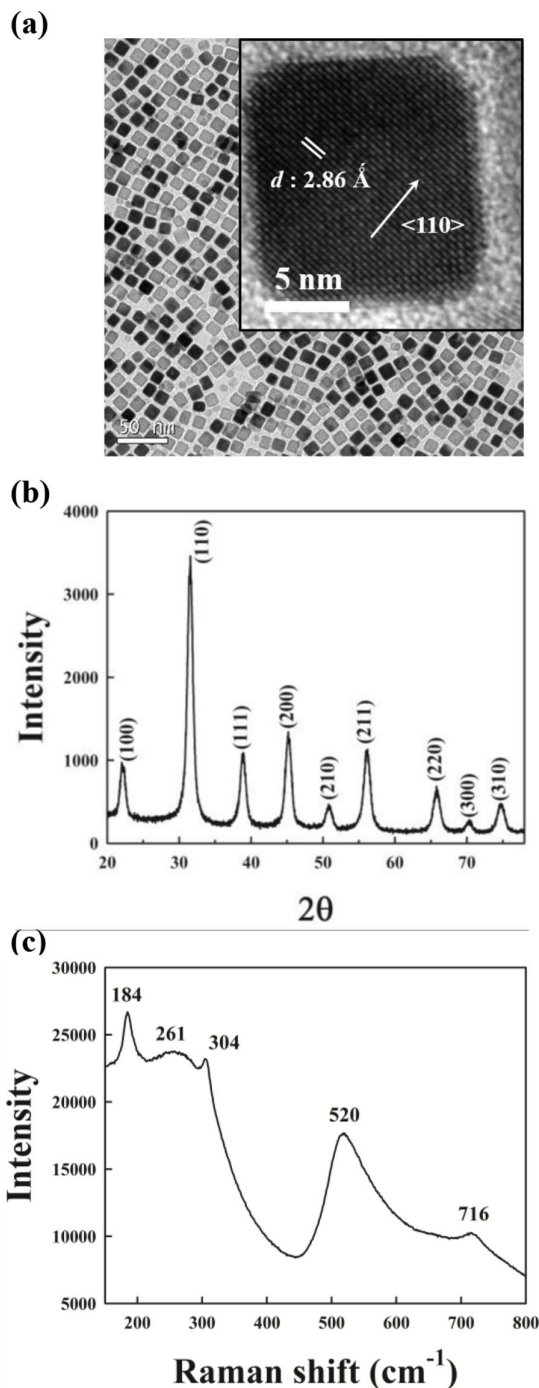 (a)
d : 2.86 Ǻ
<110>
5 nm
50 nm
(b)
4000
3000
2000
1000
0
Intensity
(100)
(110)
(111)
(200)
(210)
(211)
(220)
(300)
(310)
20 30 40 50 60 70
2θ
(c)
30000
25000
20000
15000
10000
5000
Intensity
184
261
304
520
716
200 300 400 500 600 700 800
Raman shift (cm-1)